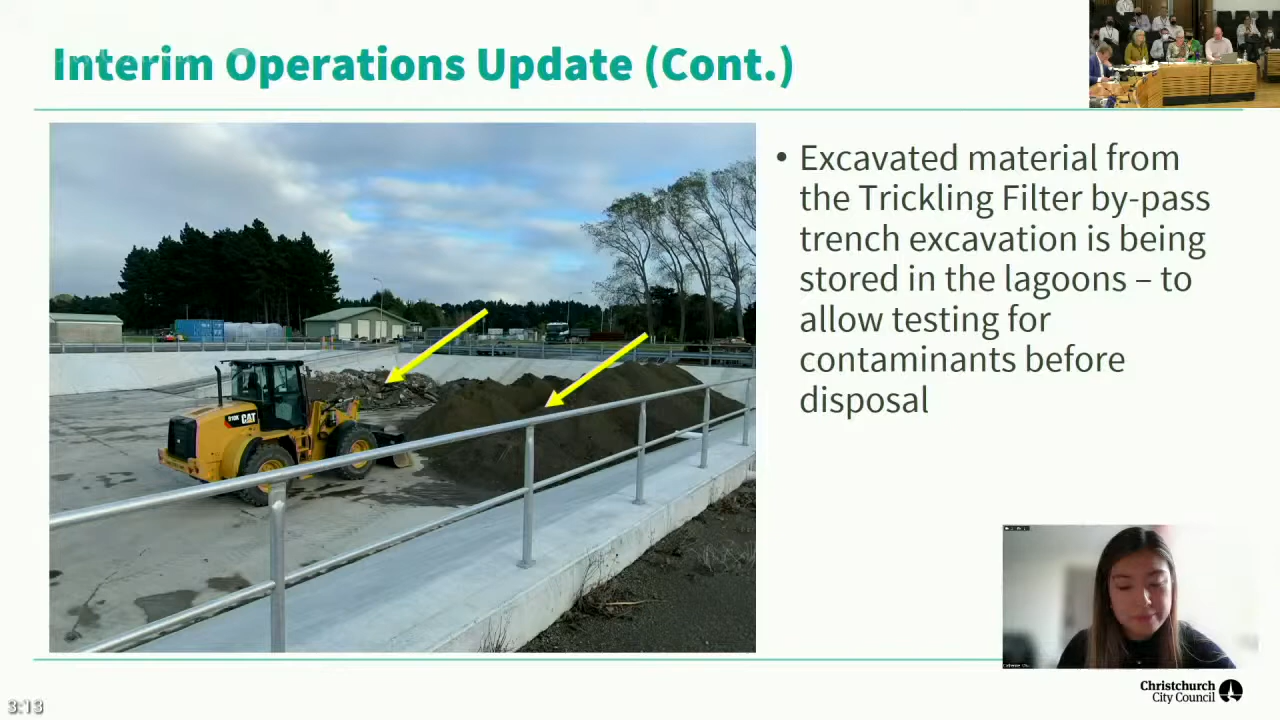 Interim Operations Update (Cont.)
• Excavated material from
the Trickling Filter by-pass
trench excavation is being
stored in the lagoons – to
allow testing for
contaminants before
disposal
CAT
Christchurch
City Council
3:13